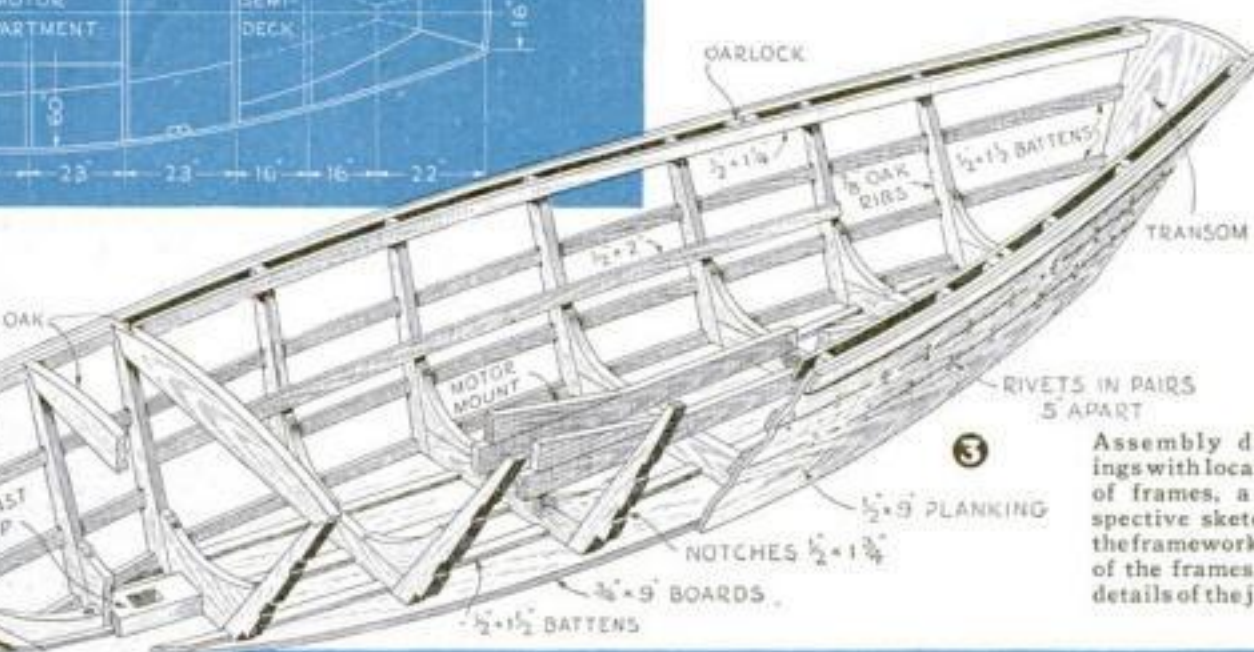 SEMI-
DECK
ARTMENT
16"
8"
23"
23"
16"
16"
22"
OARLOCK
½"×1¼"
OAK
RIBS
½"×1½" BATTENS
TRANSOM
½"×2"
OAK
MOTOR
MOUNT
RIVETS IN PAIRS
5" APART
3
Assembly d
ings with loca
of frames, a
spective sket
the framework
of the frames
details of the j
½"×9" PLANKING
NOTCHES ½"×1¾"
¾"×9" BOARDS
½"×1½" BATTENS